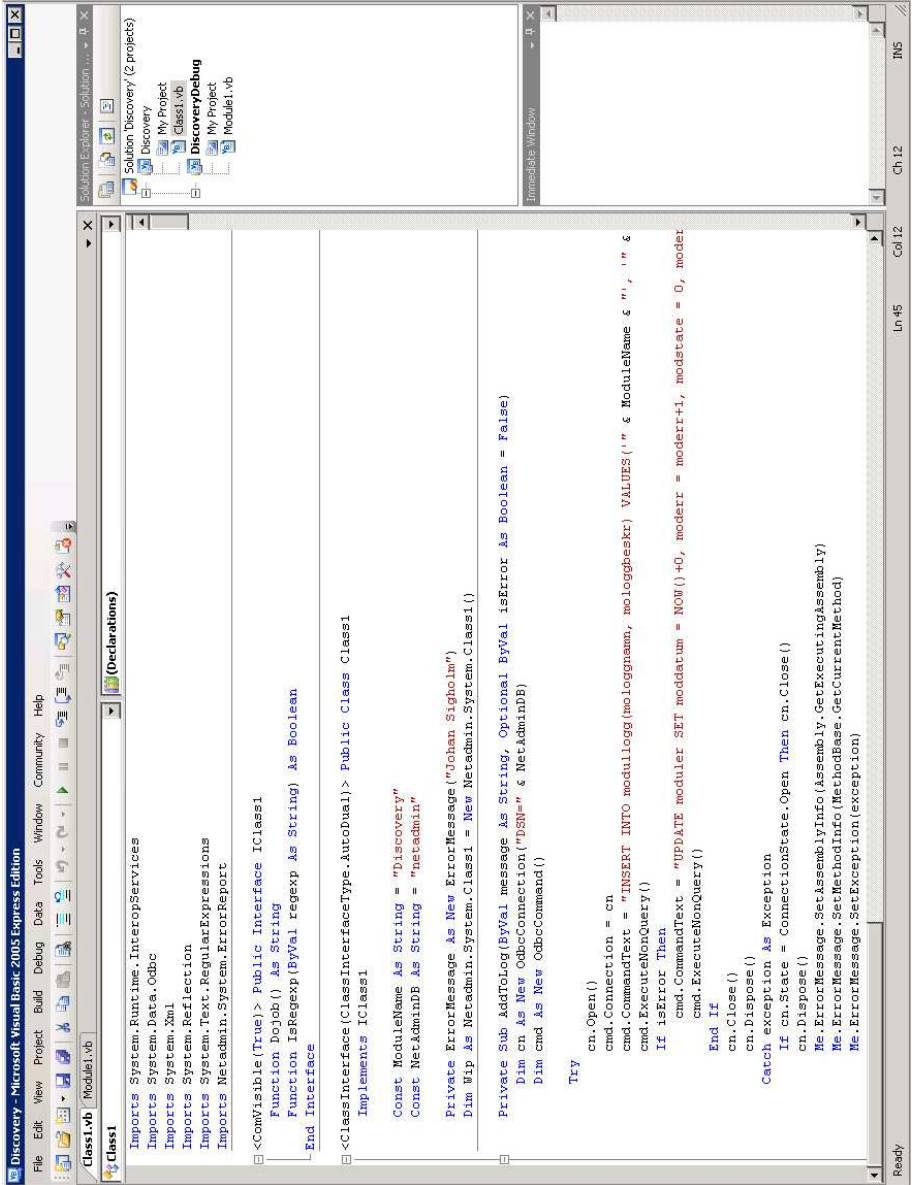 Discovery - Microsoft Visual Basic 2005 Express Edition
File Edit View Project Build Debug Data Tools Window Community Help
Class1.vb Module1.vb
Class1
(Declarations)
Imports System.Runtime.InteropServices
Imports System.Data.Odbc
Imports System.Xml
Imports System.Reflection
Imports System.Text.RegularExpressions
Imports Netadmin.System.ErrorReport
<ComVisible(True)> Public Interface IClass1
Function Dojob() As String
Function IsRegexp(ByVal regexp As String) As Boolean
End Interface
<ClassInterface(ClassInterfaceType.AutoDual)> Public Class Class1
Implements IClass1
Const ModuleName As String = "Discovery"
Const NetAdminDB As String = "netadmin"
Private ErrorMessage As New ErrorMessage("Johan Sigholm")
Dim Wip As Netadmin.System.Class1 = New Netadmin.System.Class1()
Private Sub AddToLog(ByVal message As String, Optional ByVal isError As Boolean = False)
Dim cn As New OdbcConnection("DSN=" & NetAdminDB)
Dim cmd As New OdbcCommand()
Try
cn.Open()
cmd.Connection = cn
cmd.CommandText = "INSERT INTO modullogg(mologgnamn, mologgbeskr) VALUES('" & ModuleName & "', '" &
cmd.ExecuteNonQuery()
If isError Then
cmd.CommandText = "UPDATE moduler SET moddatum = NOW()+0, moderr = moderr+1, modstate = 0, moder
cmd.ExecuteNonQuery()
End If
cn.Close()
cn.Dispose()
Catch exception As Exception
If cn.State = ConnectionState.Open Then cn.Close()
cn.Dispose()
Me.ErrorMessage.SetAssemblyInfo(Assembly.GetExecutingAssembly)
Me.ErrorMessage.SetMethodInfo(MethodBase.GetCurrentMethod)
Me.ErrorMessage.SetException(exception)
Solution Explorer - Solution ...
Solution 'Discovery' (2 projects)
Discovery
My Project
Class1.vb
DiscoveryDebug
My Project
Module1.vb
Immediate Window
Ready Ln 45 Col 12 Ch 12 INS